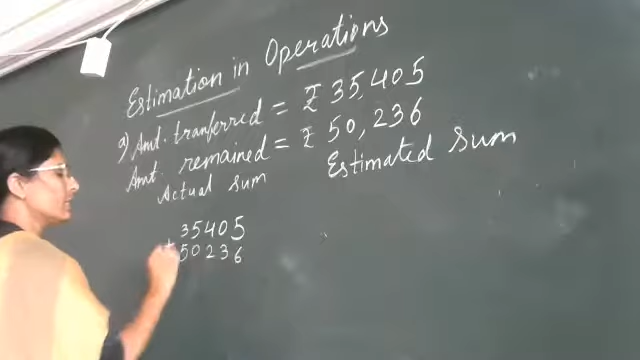 Estimation in Operations
a) Amt. tranferred = ₹ 35,405
Amt. remained = ₹ 50,236
Actual sum Estimated sum
35405
+ 50236